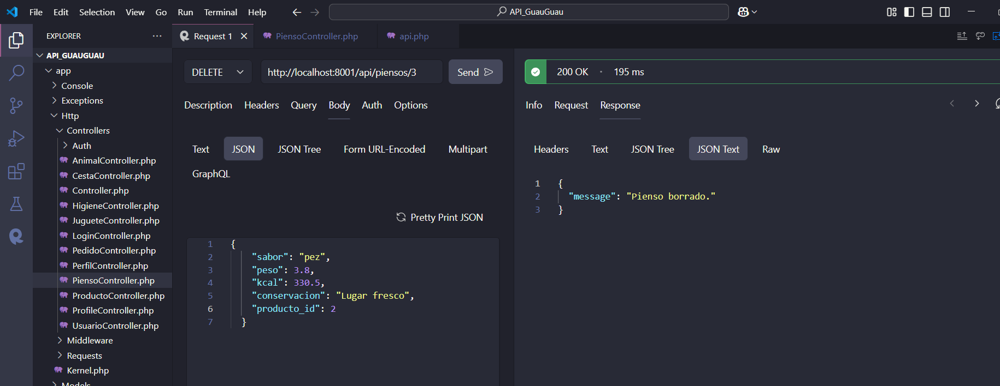 File Edit Selection View Go Run Terminal Help
API_GuauGuau
EXPLORER
API_GUAUGUAU
app
Console
Exceptions
Http
Controllers
Auth
AnimalController.php
CestaController.php
Controller.php
HigieneController.php
JugueteController.php
LoginController.php
PedidoController.php
PerfilController.php
PiensoController.php
ProductoController.php
ProfileController.php
UsuarioController.php
Middleware
Requests
Kernel.php
Models
Request 1 PiensoController.php api.php
DELETE http://localhost:8001/api/piensos/3 Send
Description Headers Query Body Auth Options
Text JSON JSON Tree Form URL-Encoded Multipart
GraphQL
Pretty Print JSON
1 {
2 "sabor": "pez",
3 "peso": 3.8,
4 "kcal": 330.5,
5 "conservacion": "Lugar fresco",
6 "producto_id": 2
7 }
200 OK · 195 ms
Info Request Response
Headers Text JSON Tree JSON Text Raw
1 {
2 "message": "Pienso borrado."
3 }